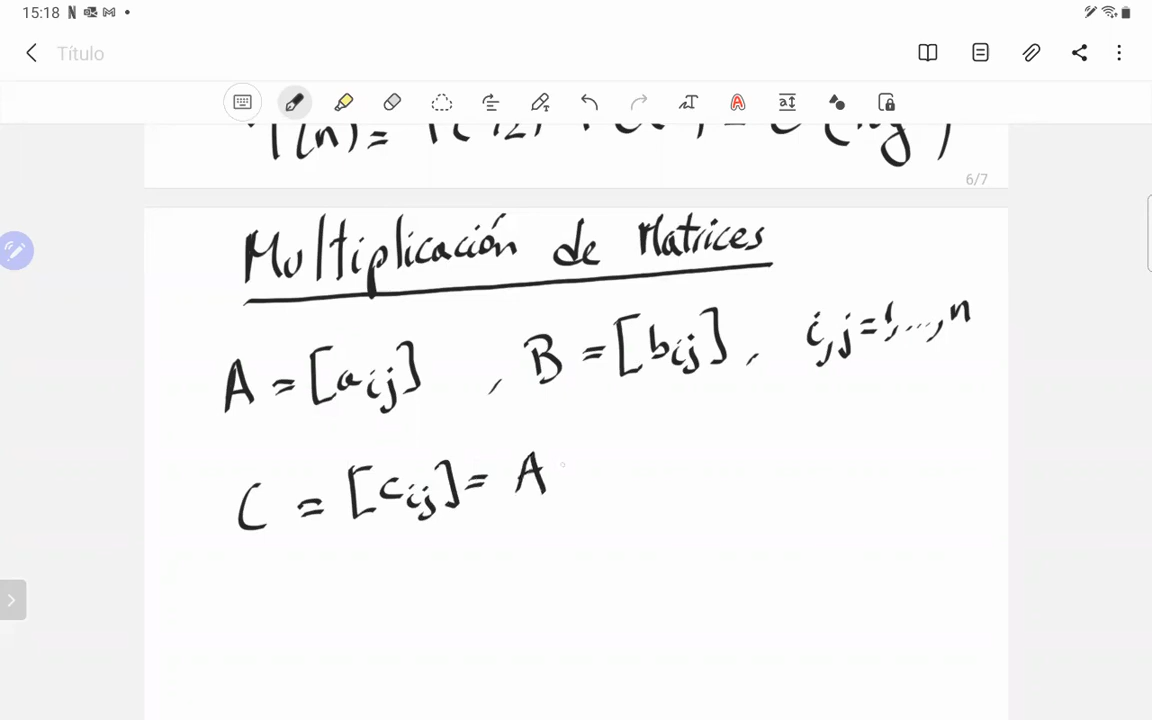 15:18
Título
T(n) =
6/7
Multiplicación de Matrices
A = [aij] , B = [bij] , i,j=1,...,n
C = [cij] = A